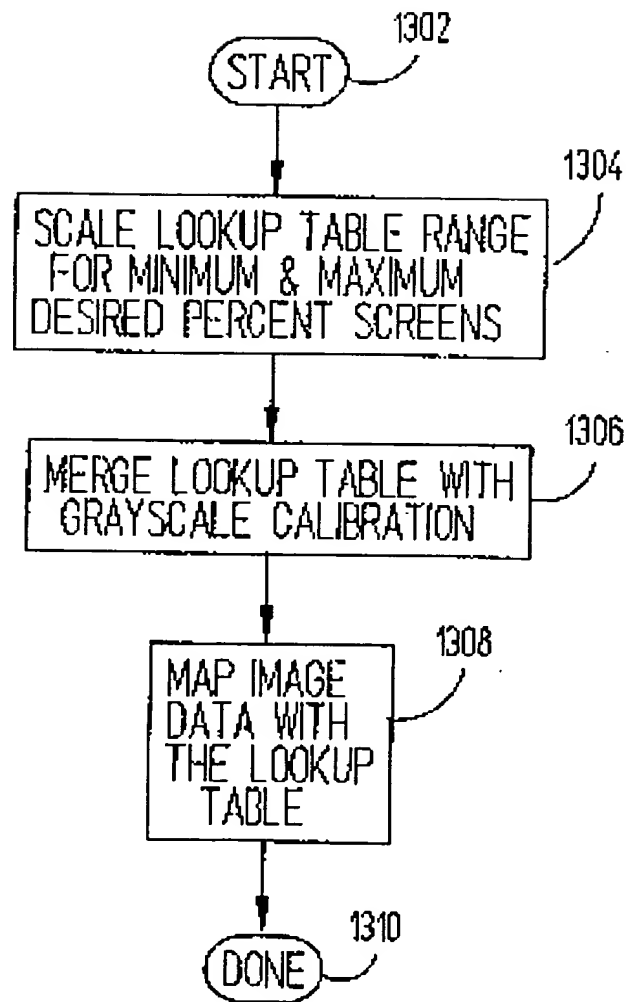 1302
START
1304
SCALE LOOKUP TABLE RANGE
FOR MINIMUM & MAXIMUM
DESIRED PERCENT SCREENS
1306
MERGE LOOKUP TABLE WITH
GRAYSCALE CALIBRATION
1308
MAP IMAGE
DATA WITH
THE LOOKUP
TABLE
1310
DONE